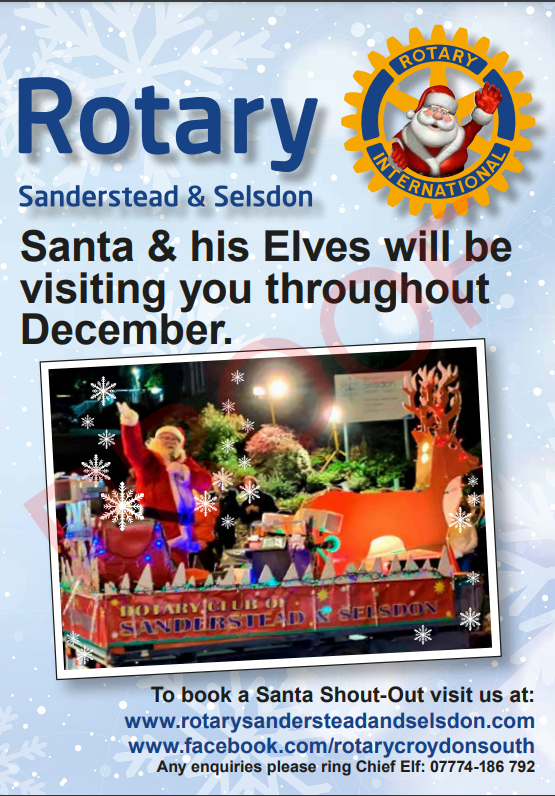 Rotary
ROTARY
INTERNATIONAL
Sanderstead & Selsdon
Santa & his Elves will be
visiting you throughout
December.
PROOF
Selsdon
ROTARY CLUB OF
SANDERSTEAD & SELSDON
To book a Santa Shout-Out visit us at:
www.rotarysandersteadandselsdon.com
www.facebook.com/rotarycroydonsouth
Any enquiries please ring Chief Elf: 07774-186 792